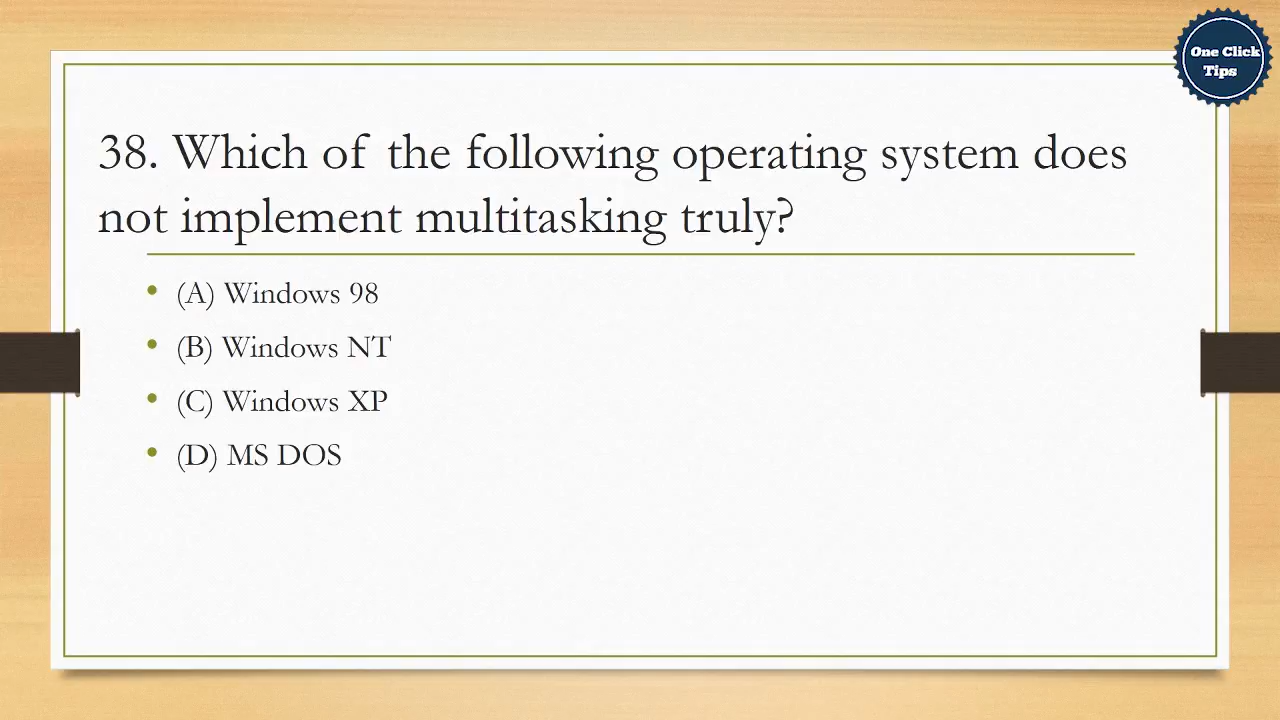 One Click
Tips
38. Which of the following operating system does
not implement multitasking truly?
• (A) Windows 98
• (B) Windows NT
• (C) Windows XP
• (D) MS DOS